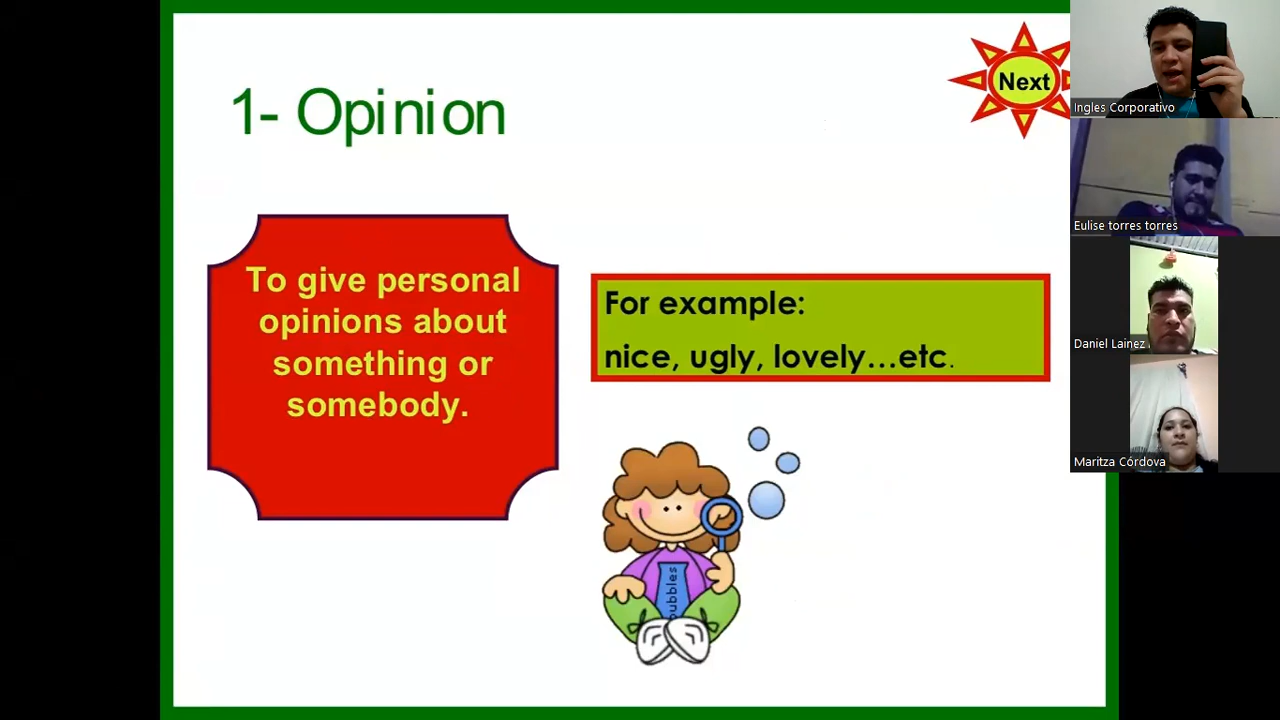 1- Opinion
Next
To give personal
opinions about
something or
somebody.
For example:
nice, ugly, lovely...etc.
bubbles
Ingles Corporativo
Eulise torres torres
Daniel Lainez
Maritza Córdova